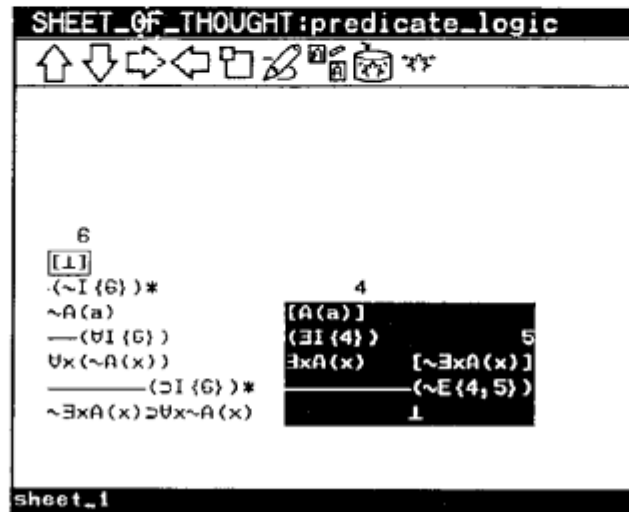 SHEET_OF_THOUGHT:predicate_logic
6
[⊥]
(~I{6})* 4
~A(a) [A(a)]
(∀I{6}) (∃I{4}) 5
∀x(~A(x)) ∃xA(x) [~∃xA(x)]
(⊃I{6})* (~E{4,5})
~∃xA(x)⊃∀x~A(x) ⊥
sheet_1